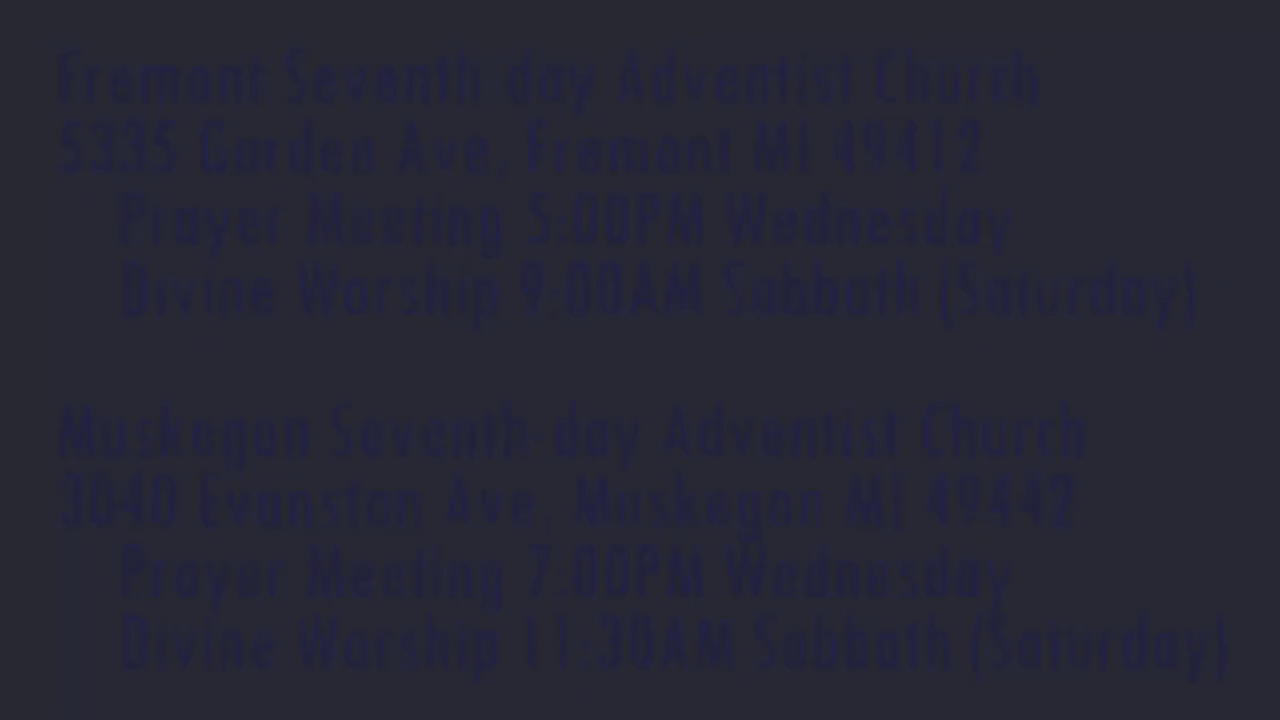 Fremont Seventh-day Adventist Church
5335 Garden Ave, Fremont MI 49412
Prayer Meeting 5:00PM Wednesday
Divine Worship 9:00AM Sabbath (Saturday)
Muskegon Seventh-day Adventist Church
3040 Evanston Ave, Muskegon MI 49442
Prayer Meeting 7:00PM Wednesday
Divine Worship 11:30AM Sabbath (Saturday)